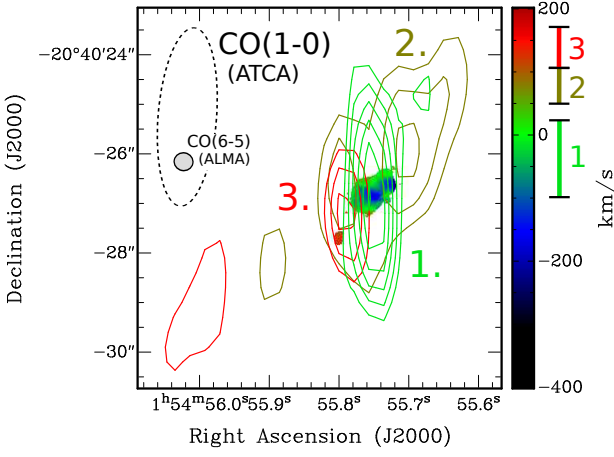 CO(1-0)
(ATCA)
CO(6-5)
(ALMA)
2.
3.
1.
−20°40′24″
−26″
−28″
−30″
1ʰ54ᵐ56.0ˢ
55.9ˢ
55.8ˢ
55.7ˢ
55.6ˢ
Declination (J2000)
Right Ascension (J2000)
200
0
−200
−400
km/s
3
2
1